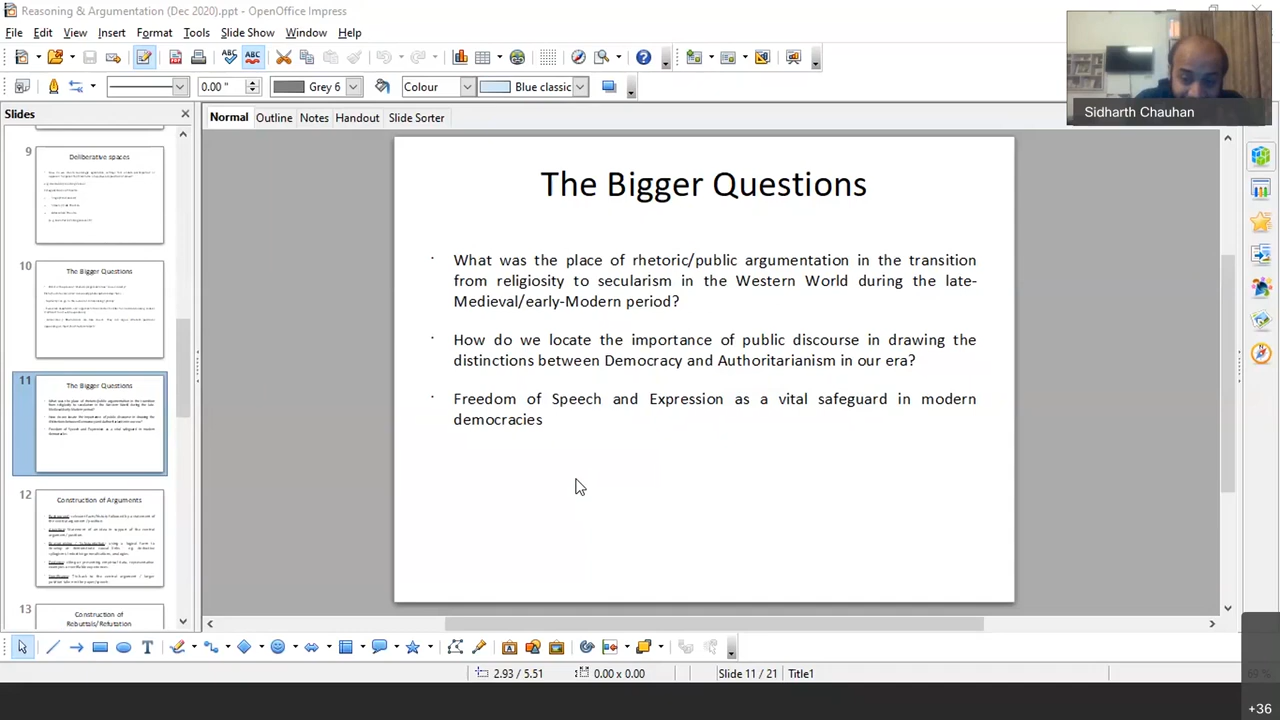 Reasoning & Argumentation (Dec 2020).ppt - OpenOffice Impress
File Edit View Insert Format Tools Slide Show Window Help
0.00 " Grey 6 Colour Blue classic
Sidharth Chauhan
Slides
Normal Outline Notes Handout Slide Sorter
9
Deliberative spaces
10
The Bigger Questions
11
The Bigger Questions
12
Construction of Arguments
13
Construction of
Rebuttals/Refutation
The Bigger Questions
· What was the place of rhetoric/public argumentation in the transition
from religiosity to secularism in the Western World during the late-
Medieval/early-Modern period?
· How do we locate the importance of public discourse in drawing the
distinctions between Democracy and Authoritarianism in our era?
· Freedom of Speech and Expression as a vital safeguard in modern
democracies
2.93 / 5.51 0.00 x 0.00 Slide 11 / 21 Title1 69 %
+36